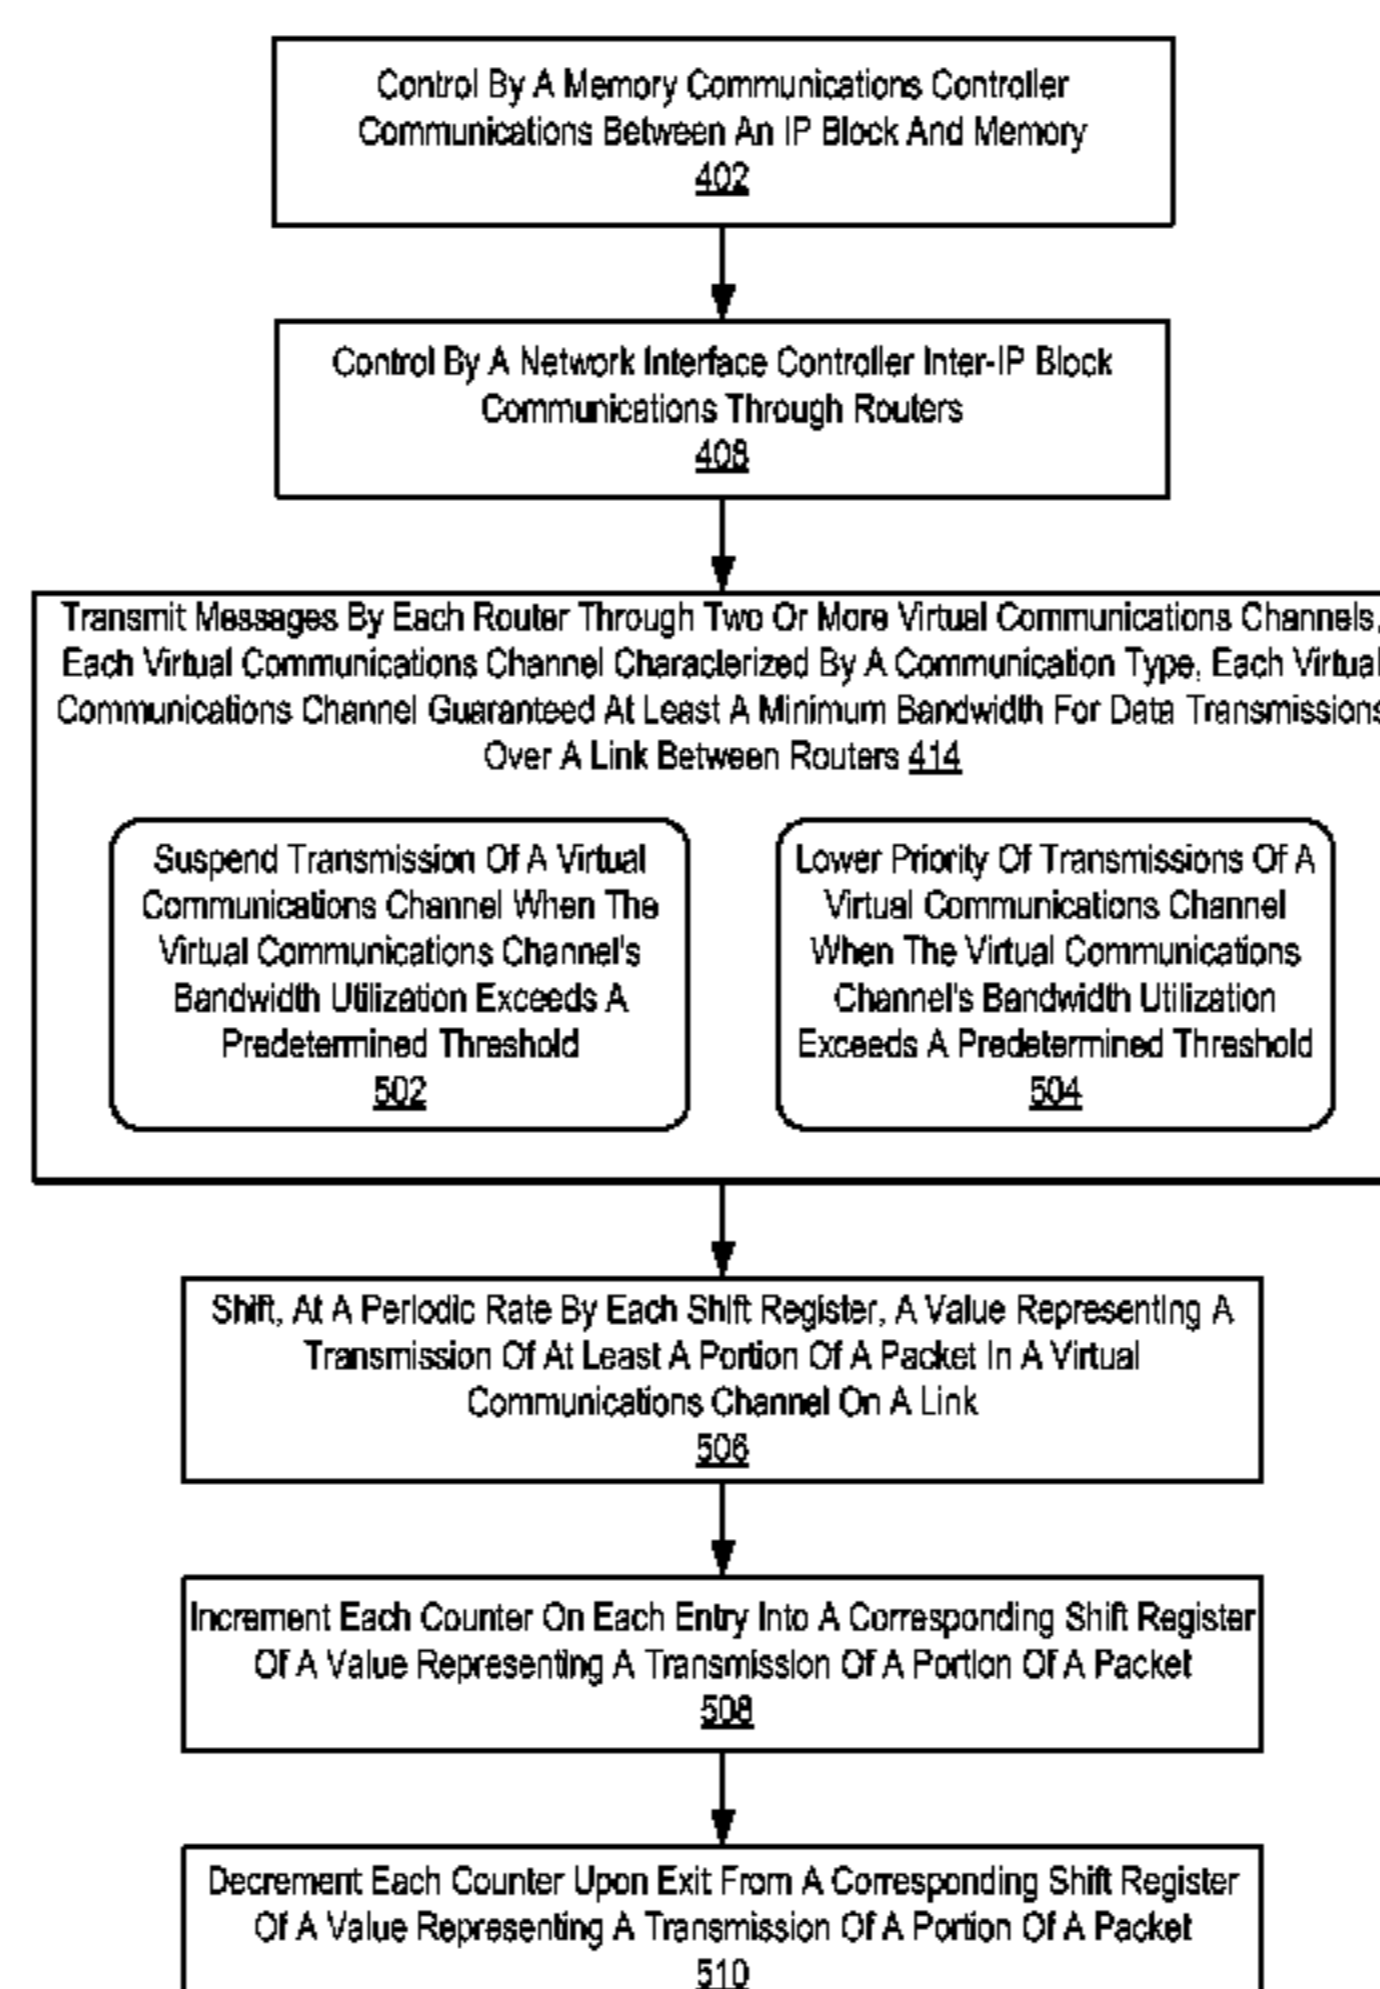 Control By A Memory Communications Controller
Communications Between An IP Block And Memory
402
Control By A Network Interface Controller Inter-IP Block
Communications Through Routers
408
Transmit Messages By Each Router Through Two Or More Virtual Communications Channels,
Each Virtual Communications Channel Characterized By A Communication Type, Each Virtual
Communications Channel Guaranteed At Least A Minimum Bandwidth For Data Transmissions
Over A Link Between Routers 414
Suspend Transmission Of A Virtual
Communications Channel When The
Virtual Communications Channel's
Bandwidth Utilization Exceeds A
Predetermined Threshold
502
Lower Priority Of Transmissions Of A
Virtual Communications Channel
When The Virtual Communications
Channel's Bandwidth Utilization
Exceeds A Predetermined Threshold
504
Shift, At A Periodic Rate By Each Shift Register, A Value Representing A
Transmission Of At Least A Portion Of A Packet In A Virtual
Communications Channel On A Link
506
Increment Each Counter On Each Entry Into A Corresponding Shift Register
Of A Value Representing A Transmission Of A Portion Of A Packet
508
Decrement Each Counter Upon Exit From A Corresponding Shift Register
Of A Value Representing A Transmission Of A Portion Of A Packet
510